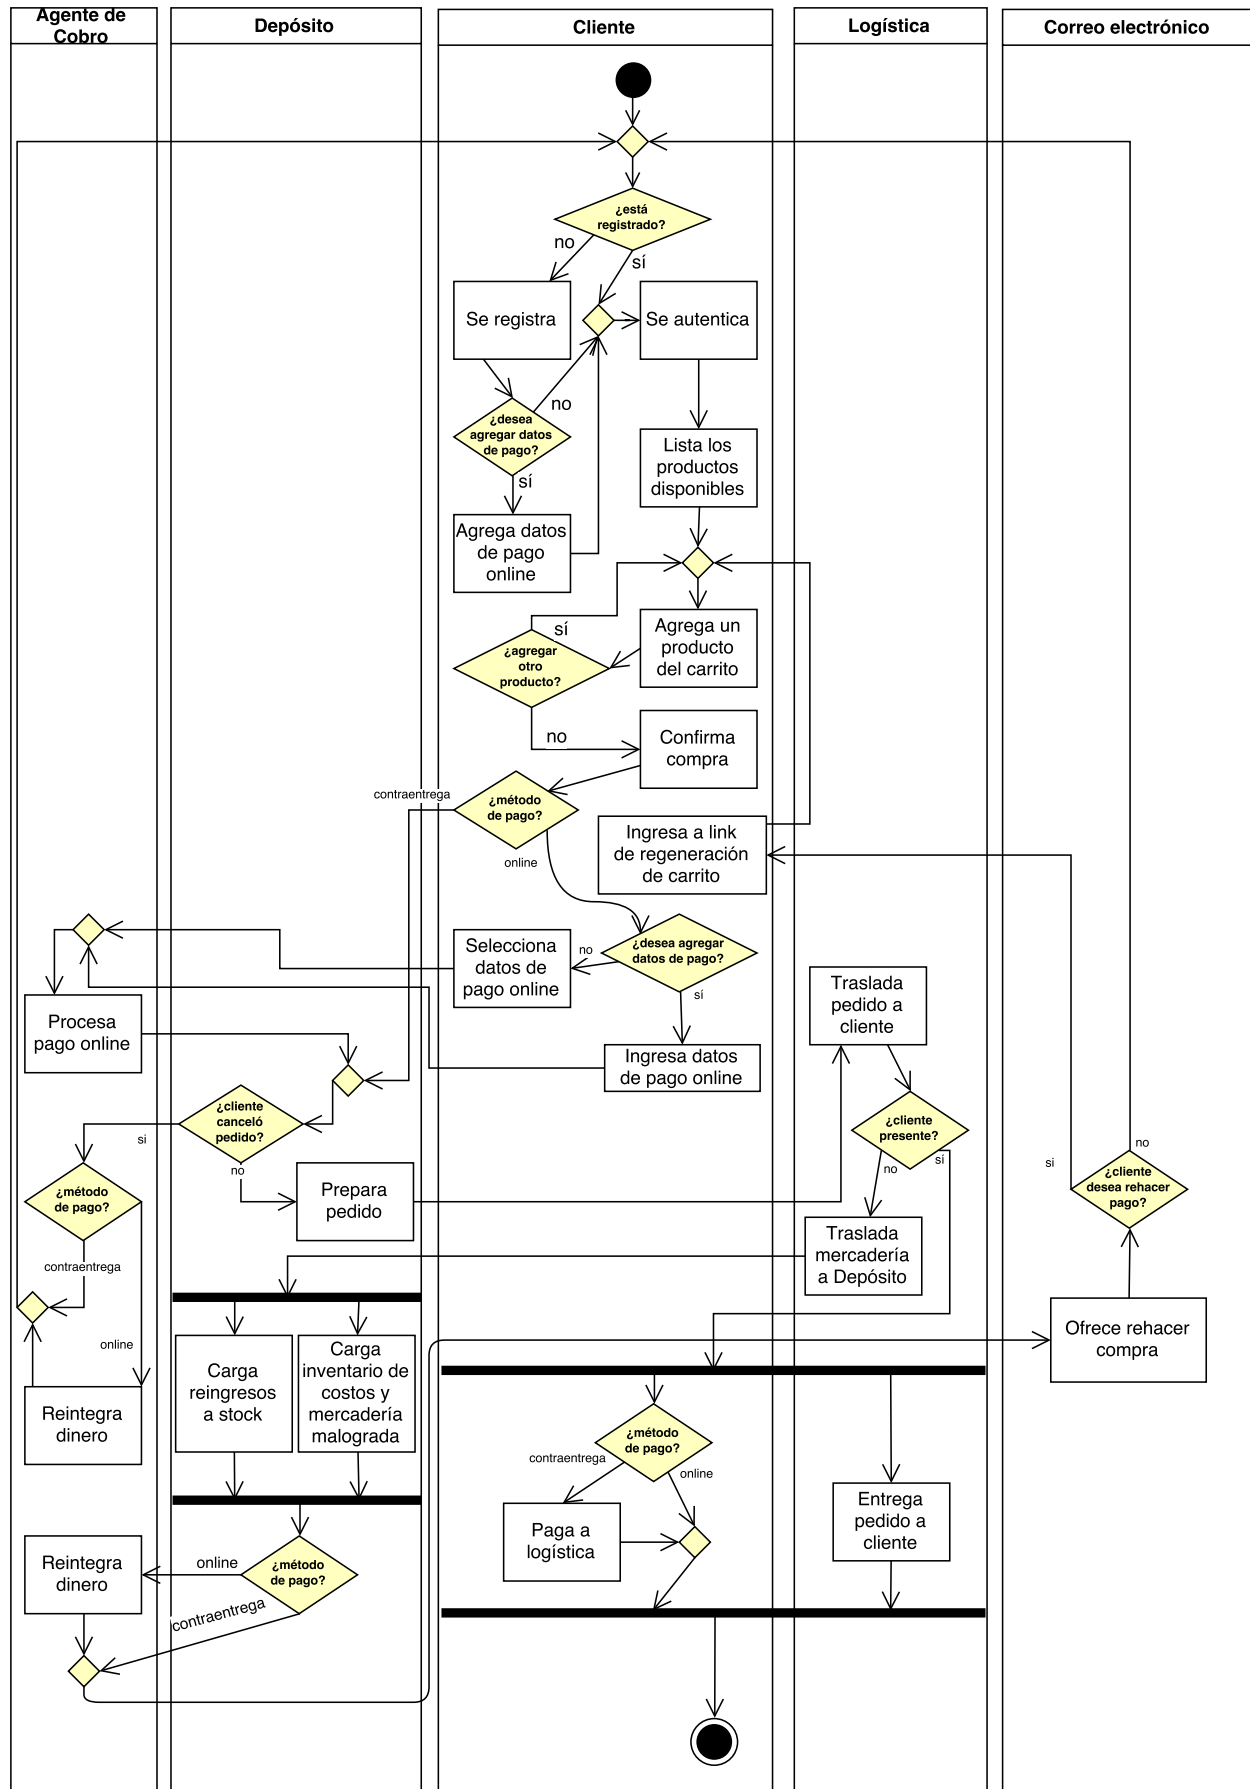 Agente de
Cobro
Depósito
Cliente
Logística
Correo electrónico
¿está
registrado?
no
sí
Se registra
Se autentica
¿desea
agregar datos
de pago?
no
sí
Lista los
productos
disponibles
Agrega datos
de pago
online
sí
¿agregar
otro
producto?
Agrega un
producto
del carrito
no
Confirma
compra
contraentrega
¿método
de pago?
online
Ingresa a link
de regeneración
de carrito
Selecciona
datos de
pago online
no
¿desea agregar
datos de pago?
sí
Traslada
pedido a
cliente
Procesa
pago online
Ingresa datos
de pago online
¿cliente
canceló
pedido?
si
no
¿cliente
presente?
no
sí
no
si
¿cliente
desea rehacer
pago?
¿método
de pago?
Prepara
pedido
Traslada
mercadería
a Depósito
contraentrega
online
Ofrece rehacer
compra
Carga
reingresos
a stock
Carga
inventario de
costos y
mercadería
malograda
Reintegra
dinero
¿método
de pago?
contraentrega
online
Paga a
logística
Entrega
pedido a
cliente
Reintegra
dinero
online
¿método
de pago?
contraentrega